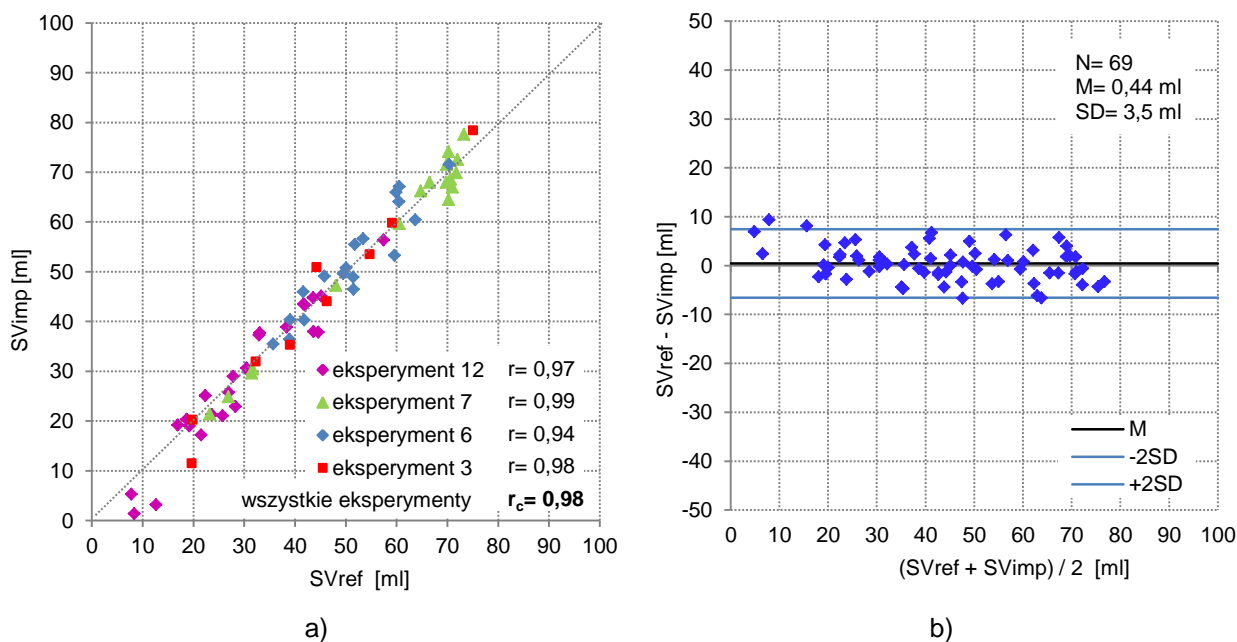 100
90
80
70
60
50
40
30
20
10
0
SVimp [ml]
0 10 20 30 40 50 60 70 80 90 100
SVref [ml]
eksperyment 12 r= 0,97
eksperyment 7 r= 0,99
eksperyment 6 r= 0,94
eksperyment 3 r= 0,98
wszystkie eksperymenty rc= 0,98
a)
50
40
30
20
10
0
-10
-20
-30
-40
-50
SVref - SVimp [ml]
0 10 20 30 40 50 60 70 80 90 100
(SVref + SVimp) / 2 [ml]
N= 69
M= 0,44 ml
SD= 3,5 ml
M
-2SD
+2SD
b)